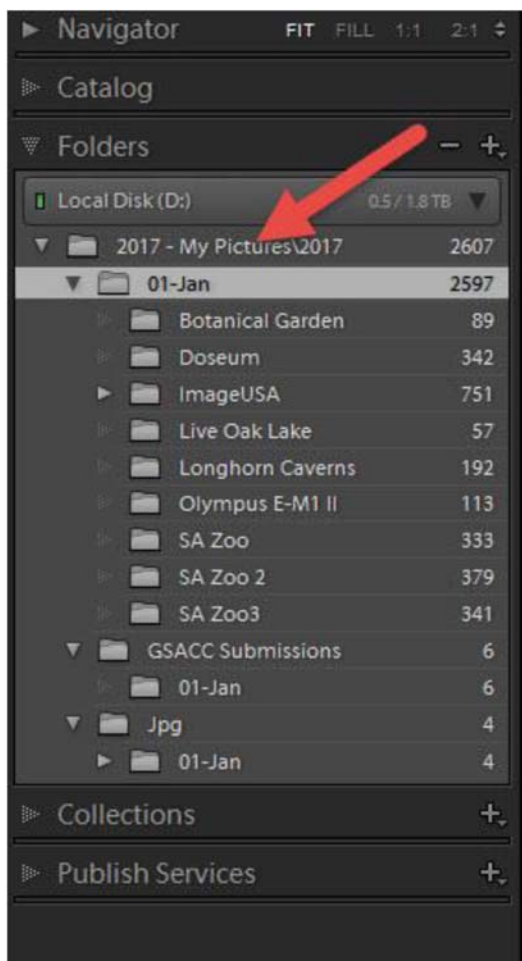 Navigator FIT FILL 1:1 2:1
Catalog
Folders
Local Disk (D:) 0.5 / 1.8 TB
2017 - My Pictures\2017 2607
01-Jan 2597
Botanical Garden 89
Doseum 342
ImageUSA 751
Live Oak Lake 57
Longhorn Caverns 192
Olympus E-M1 II 113
SA Zoo 333
SA Zoo 2 379
SA Zoo3 341
GSACC Submissions 6
01-Jan 6
Jpg 4
01-Jan 4
Collections
Publish Services